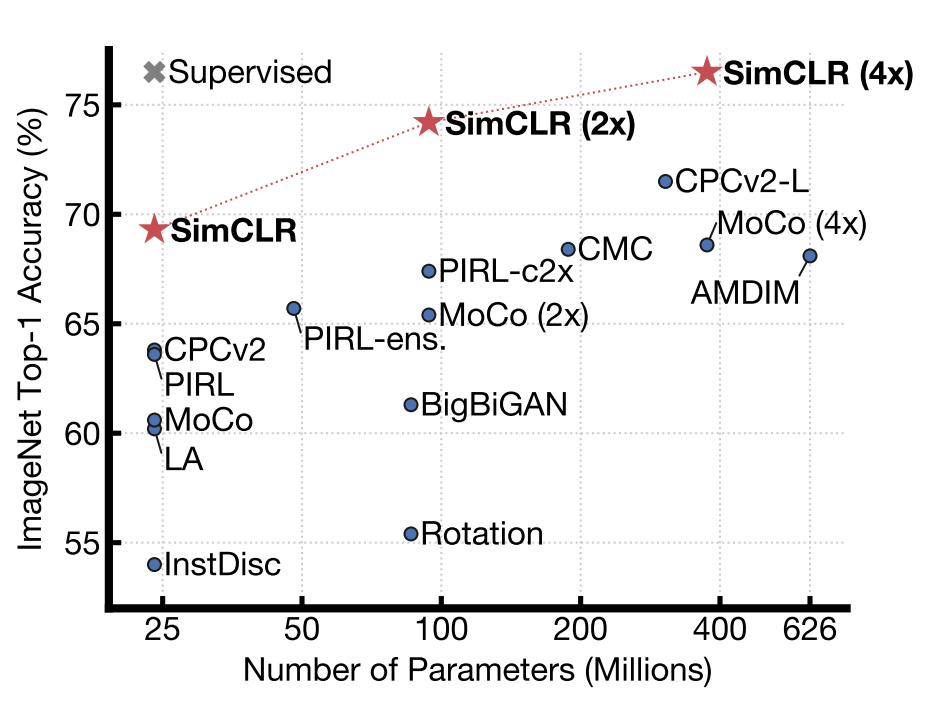 Supervised
SimCLR (4x)
75
SimCLR (2x)
CPCv2-L
70
MoCo (4x)
SimCLR
CMC
PIRL-c2x
AMDIM
MoCo (2x)
65
PIRL-ens.
CPCv2
PIRL
BigBiGAN
MoCo
60
LA
Rotation
55
InstDisc
25 50 100 200 400 626
Number of Parameters (Millions)
ImageNet Top-1 Accuracy (%)